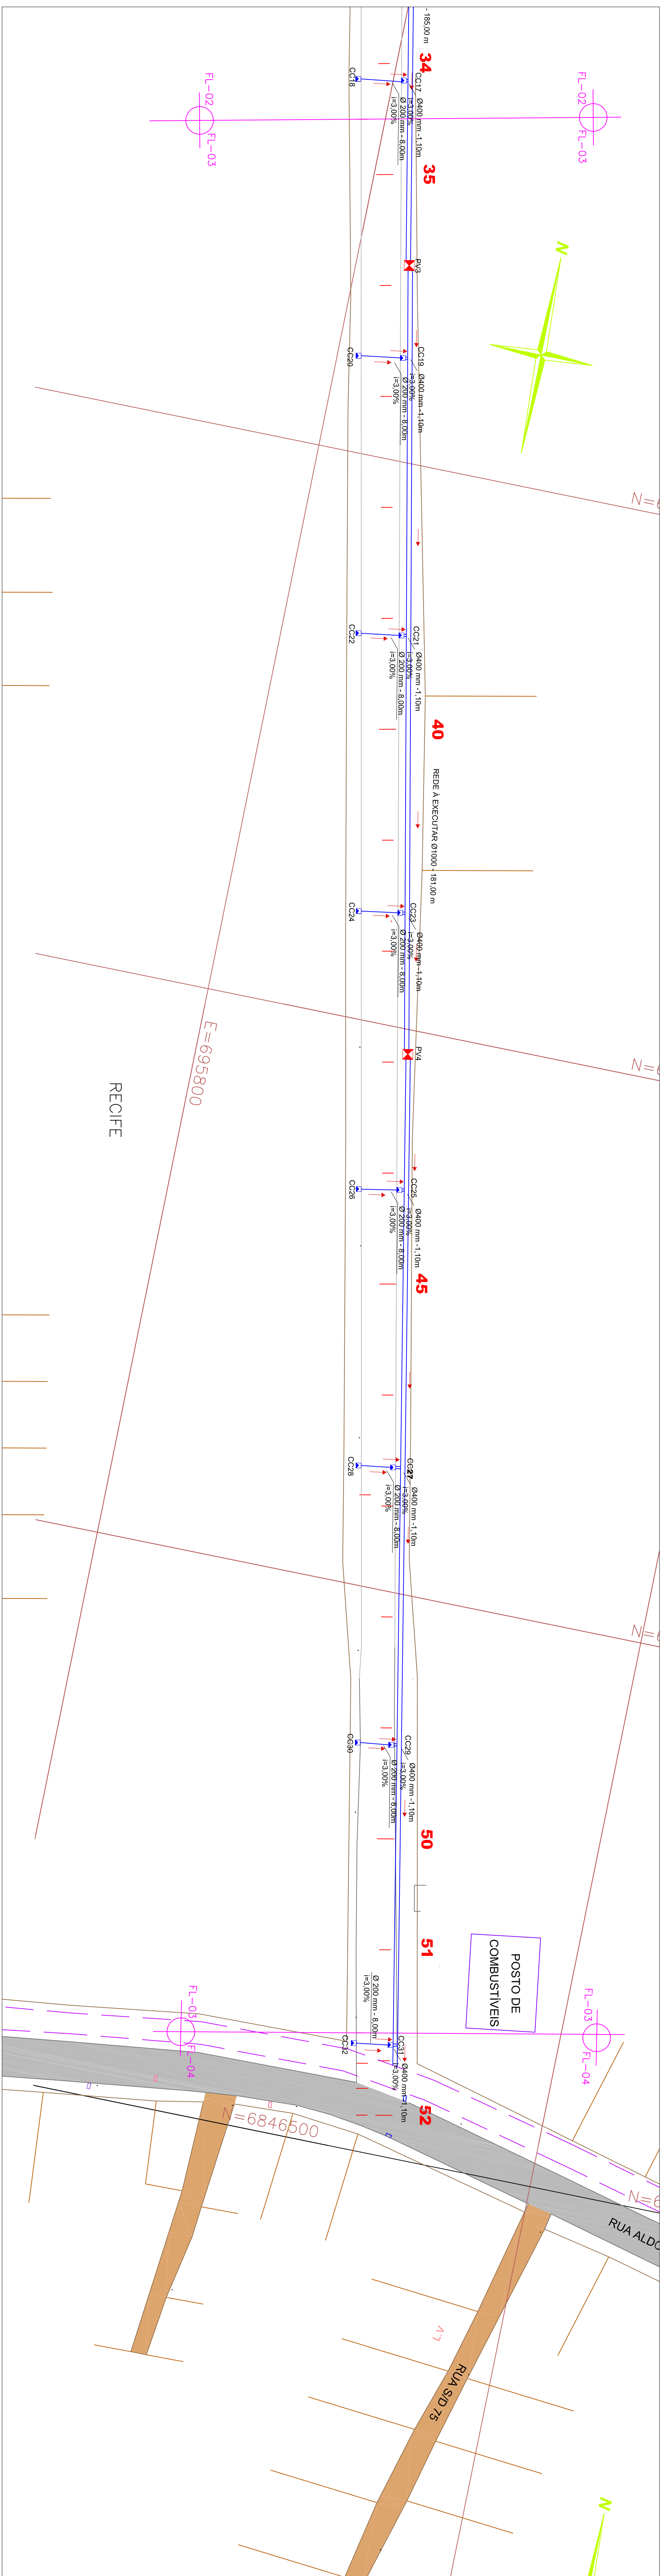 - 185,00 m
34
CC17
CC18
Ø400 mm -1,10m
i=3,00%
Ø 200 mm - 8,00m
i=3,00%
FL-02
FL-03
FL-02
FL-03
35
PV3
N
CC19
CC20
Ø400 mm -1,10m
i=3,00%
Ø 200 mm - 8,00m
i=3,00%
CC21
CC22
Ø400 mm -1,10m
i=3,00%
Ø 200 mm - 8,00m
i=3,00%
40
REDE À EXECUTAR Ø1000 - 181,00 m
CC23
CC24
Ø400 mm -1,10m
i=3,00%
Ø 200 mm - 8,00m
i=3,00%
PV4
E=695800
RECIFE
CC25
CC26
Ø400 mm -1,10m
i=3,00%
Ø 200 mm - 8,00m
i=3,00%
45
CC27
CC28
Ø400 mm -1,10m
i=3,00%
Ø 200 mm - 8,00m
i=3,00%
CC29
CC30
Ø400 mm -1,10m
i=3,00%
Ø 200 mm - 8,00m
i=3,00%
50
51
POSTO DE
COMBUSTÍVEIS
FL-03
FL-04
FL-03
FL-04
CC31
CC32
Ø400 mm -1,10m
i=3,00%
Ø 200 mm - 8,00m
i=3,00%
52
N=6846500
RUA ALDO
RUA S/D 75
N